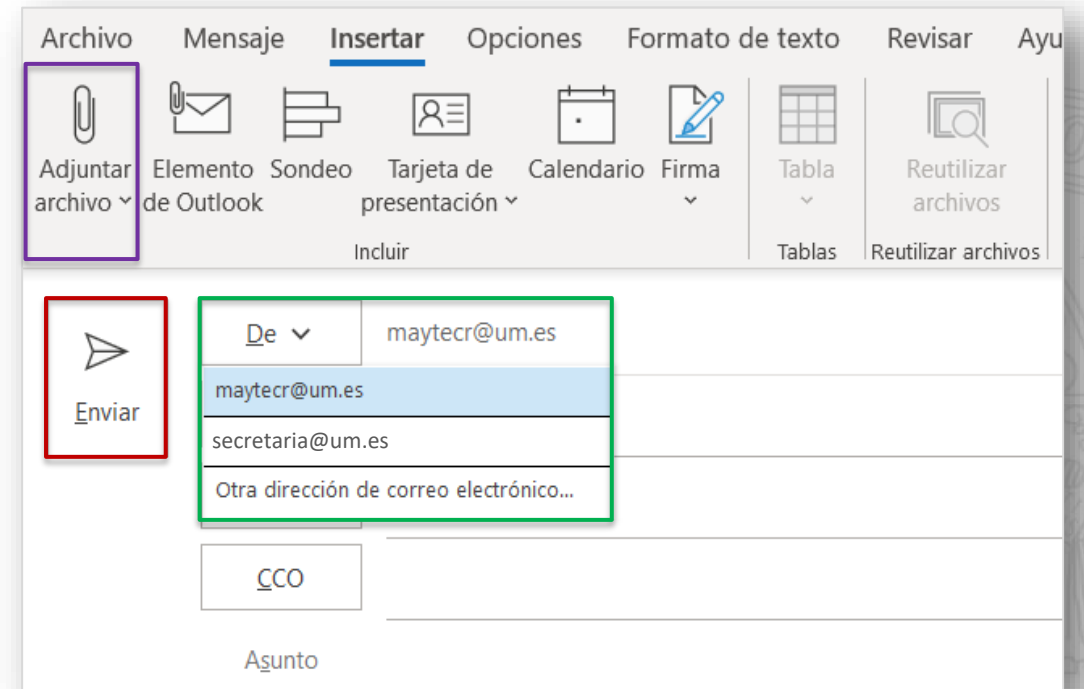 Archivo Mensaje Insertar Opciones Formato de texto Revisar Ayu
Adjuntar archivo
Elemento de Outlook
Sondeo
Tarjeta de presentación
Calendario
Firma
Tabla
Reutilizar archivos
Incluir Tablas Reutilizar archivos
Enviar
De maytecr@um.es
maytecr@um.es
secretaria@um.es
Otra dirección de correo electrónico...
CCO
Asunto